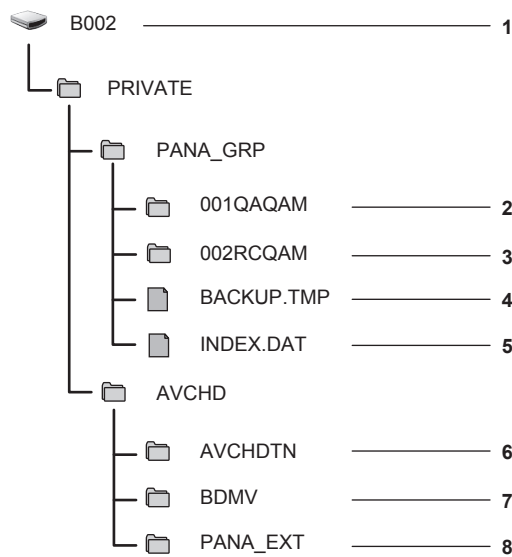 B002 1
PRIVATE
PANA_GRP
001QAQAM 2
002RCQAM 3
BACKUP.TMP 4
INDEX.DAT 5
AVCHD
AVCHDTN 6
BDMV 7
PANA_EXT 8